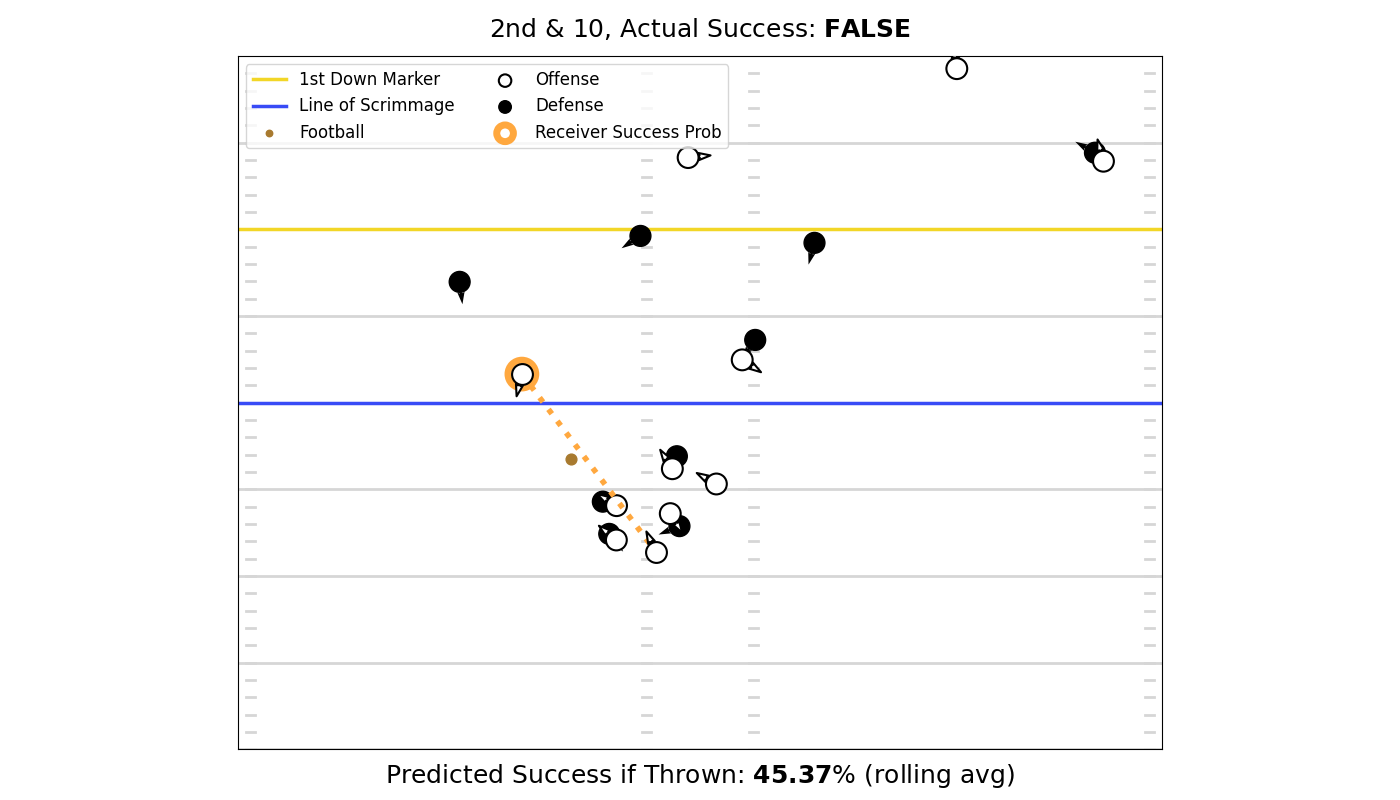 2nd & 10, Actual Success: FALSE
1st Down Marker
Line of Scrimmage
Football
Offense
Defense
Receiver Success Prob
Predicted Success if Thrown: 45.37% (rolling avg)